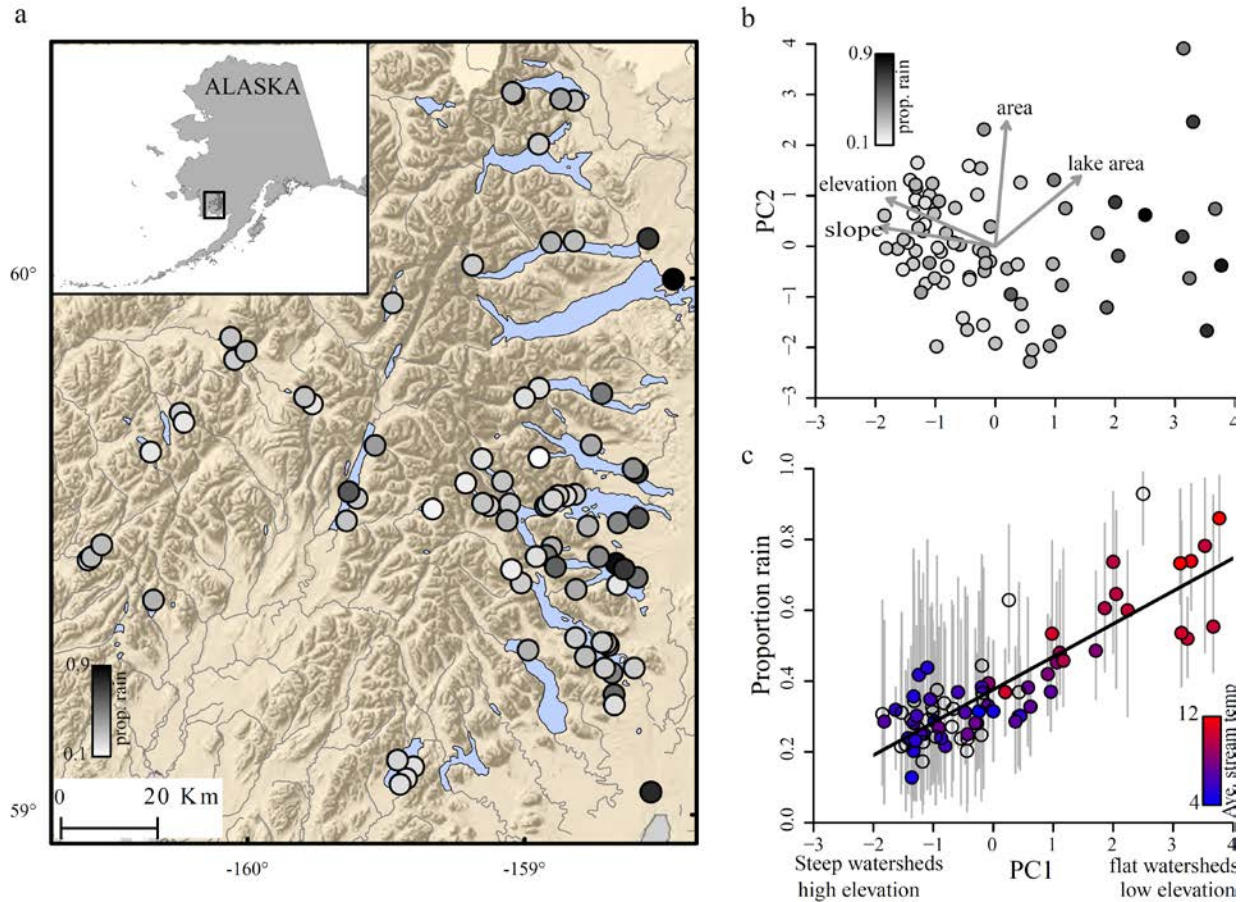 a
ALASKA
60°
59°
-160°
-159°
0.9
0.1
prop. rain
0
20 Km
b
PC2
4
3
2
1
0
−1
−2
−3
−3
−2
−1
0
1
2
3
4
0.9
0.1
prop. rain
area
lake area
elevation
slope
c
Proportion rain
1.0
0.8
0.6
0.4
0.2
0.0
−3
−2
−1
0
1
2
3
4
12
4
Ave. stream temp
Steep watersheds
high elevation
PC1
flat watersheds
low elevation